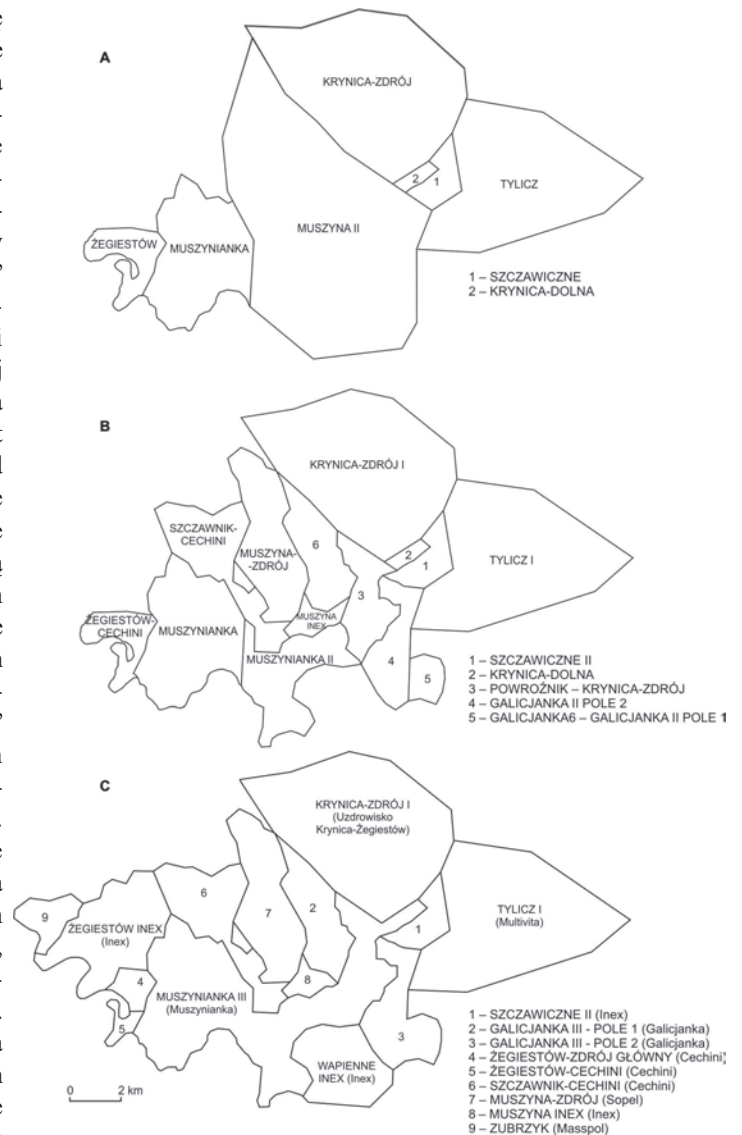 A
KRYNICA-ZDRÓJ
2
1
TYLICZ
MUSZYNA II
ŻEGIESTÓW
MUSZYNIANKA
1 – SZCZAWICZNE
2 – KRYNICA-DOLNA
B
KRYNICA-ZDRÓJ I
SZCZAWNIK-
CECHINI
MUSZYNA-
-ZDRÓJ
6
2
1
TYLICZ I
3
MUSZYNA
INEX
ŻEGIESTÓW-
CECHINI
MUSZYNIANKA
MUSZYNIANKA II
4
5
1 – SZCZAWICZNE II
2 – KRYNICA-DOLNA
3 – POWROŹNIK – KRYNICA-ZDRÓJ
4 – GALICJANKA II POLE 2
5 – GALICJANKA6 – GALICJANKA II POLE 1
C
KRYNICA-ZDRÓJ I
(Uzdrowisko
Krynica-Żegiestów)
6
7
2
1
TYLICZ I
(Multivita)
9
ŻEGIESTÓW INEX
(Inex)
4
8
MUSZYNIANKA III
(Muszynianka)
5
3
WAPIENNE
INEX (Inex)
0 2 km
1 – SZCZAWICZNE II (Inex)
2 – GALICJANKA III - POLE 1 (Galicjanka)
3 – GALICJANKA III - POLE 2 (Galicjanka)
4 – ŻEGIESTÓW-ZDRÓJ GŁÓWNY (Cechini)
5 – ŻEGIESTÓW-CECHINI (Cechini)
6 – SZCZAWNIK-CECHINI (Cechini)
7 – MUSZYNA-ZDRÓJ (Sopel)
8 – MUSZYNA INEX (Inex)
9 – ZUBRZYK (Masspol)